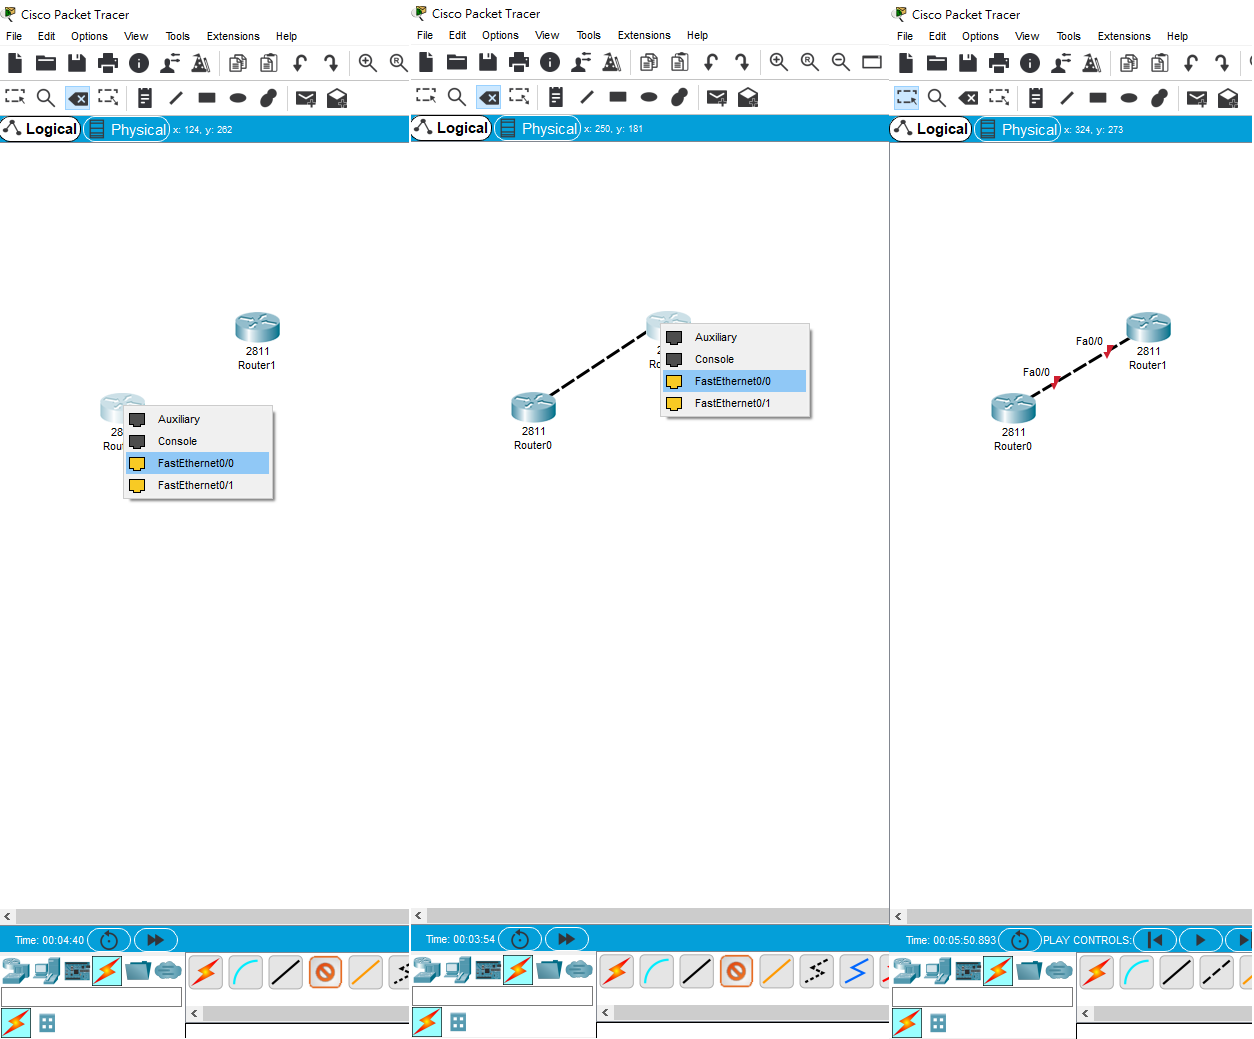 Cisco Packet Tracer
File Edit Options View Tools Extensions Help
Logical Physical x: 124, y: 262
2811
Router1
28
Rout
Auxiliary
Console
FastEthernet0/0
FastEthernet0/1
Time: 00:04:40
Cisco Packet Tracer
File Edit Options View Tools Extensions Help
Logical Physical x: 250, y: 181
2
Ro
Auxiliary
Console
FastEthernet0/0
FastEthernet0/1
2811
Router0
Time: 00:03:54
Cisco Packet Tracer
File Edit Options View Tools Extensions Help
Logical Physical x: 324, y: 273
Fa0/0
2811
Router1
Fa0/0
2811
Router0
Time: 00:05:50.893 PLAY CONTROLS: